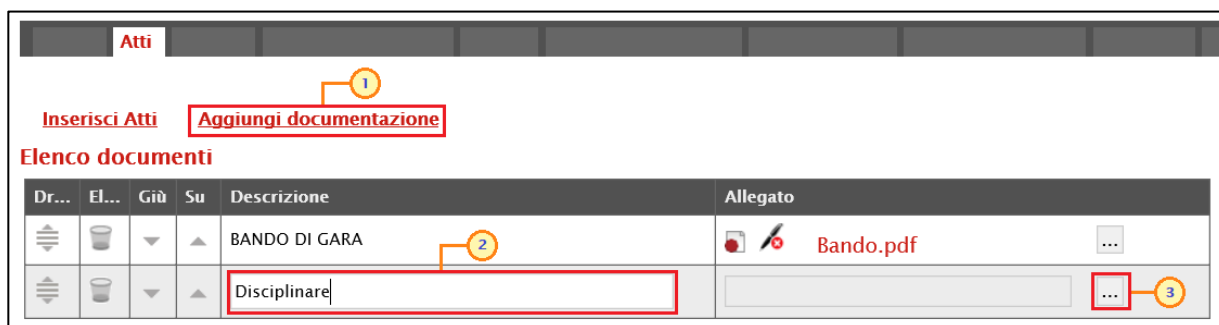 Atti
1
Inserisci Atti Aggiungi documentazione
Elenco documenti
Dr... El... Giù Su Descrizione Allegato
BANDO DI GARA 2 Bando.pdf ...
Disciplinare ... 3